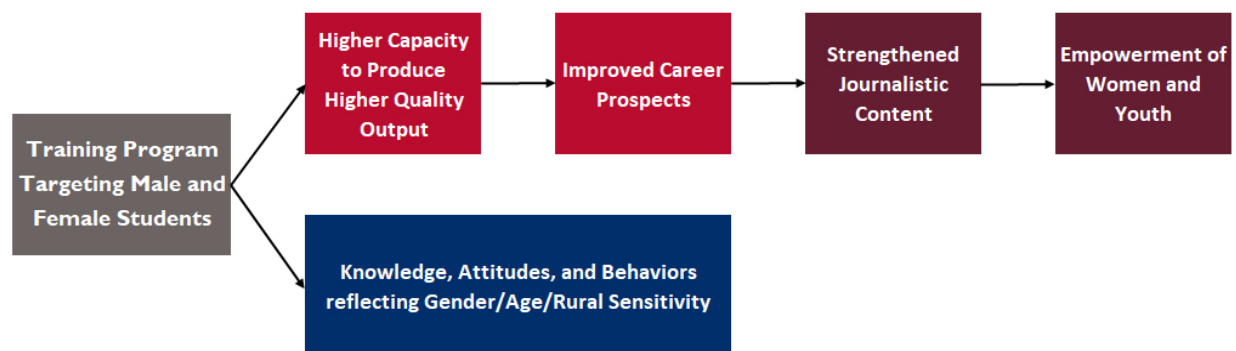 Training Program
Targeting Male and
Female Students
Higher Capacity
to Produce
Higher Quality
Output
Improved Career
Prospects
Strengthened
Journalistic
Content
Empowerment of
Women and
Youth
Knowledge, Attitudes, and Behaviors
reflecting Gender/Age/Rural Sensitivity